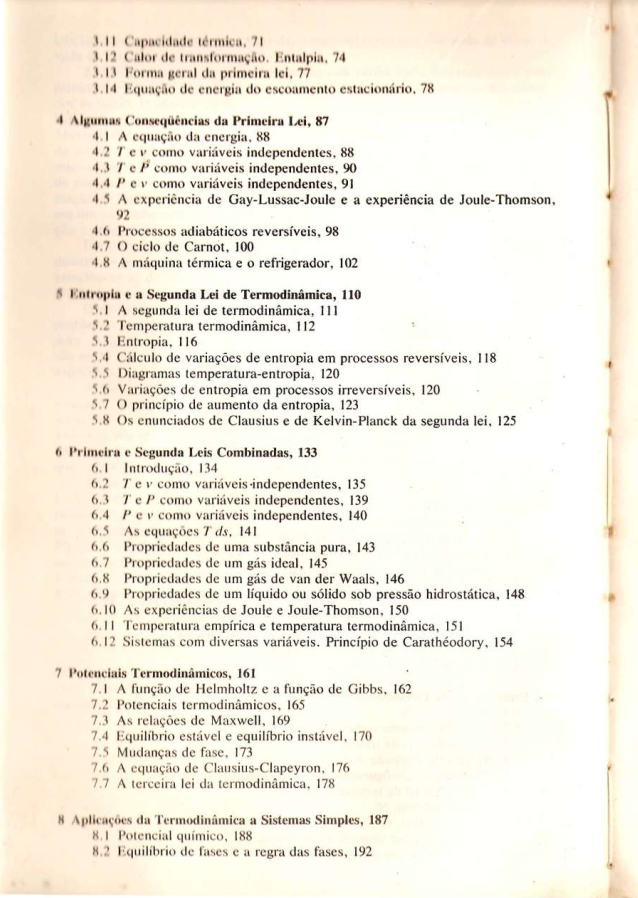 3.11 Capacidade térmica, 71
3.12 Calor de transformação. Entalpia, 74
3.13 Forma geral da primeira lei, 77
3.14 Equação de energia do escoamento estacionário, 78
4 Algumas Conseqüências da Primeira Lei, 87
4.1 A equação da energia, 88
4.2 T e v como variáveis independentes, 88
4.3 T e P como variáveis independentes, 90
4.4 P e v como variáveis independentes, 91
4.5 A experiência de Gay-Lussac-Joule e a experiência de Joule-Thomson,
92
4.6 Processos adiabáticos reversíveis, 98
4.7 O ciclo de Carnot, 100
4.8 A máquina térmica e o refrigerador, 102
5 Entropia e a Segunda Lei de Termodinâmica, 110
5.1 A segunda lei de termodinâmica, 111
5.2 Temperatura termodinâmica, 112
5.3 Entropia, 116
5.4 Cálculo de variações de entropia em processos reversíveis, 118
5.5 Diagramas temperatura-entropia, 120
5.6 Variações de entropia em processos irreversíveis, 120
5.7 O princípio de aumento da entropia, 123
5.8 Os enunciados de Clausius e de Kelvin-Planck da segunda lei, 125
6 Primeira e Segunda Leis Combinadas, 133
6.1 Introdução, 134
6.2 T e v como variáveis independentes, 135
6.3 T e P como variáveis independentes, 139
6.4 P e v como variáveis independentes, 140
6.5 As equações T ds, 141
6.6 Propriedades de uma substância pura, 143
6.7 Propriedades de um gás ideal, 145
6.8 Propriedades de um gás de van der Waals, 146
6.9 Propriedades de um líquido ou sólido sob pressão hidrostática, 148
6.10 As experiências de Joule e Joule-Thomson, 150
6.11 Temperatura empírica e temperatura termodinâmica, 151
6.12 Sistemas com diversas variáveis. Princípio de Carathéodory, 154
7 Potenciais Termodinâmicos, 161
7.1 A função de Helmholtz e a função de Gibbs, 162
7.2 Potenciais termodinâmicos, 165
7.3 As relações de Maxwell, 169
7.4 Equilíbrio estável e equilíbrio instável, 170
7.5 Mudanças de fase, 173
7.6 A equação de Clausius-Clapeyron, 176
7.7 A terceira lei da termodinâmica, 178
8 Aplicações da Termodinâmica a Sistemas Simples, 187
8.1 Potencial químico, 188
8.2 Equilíbrio de fases e a regra das fases, 192